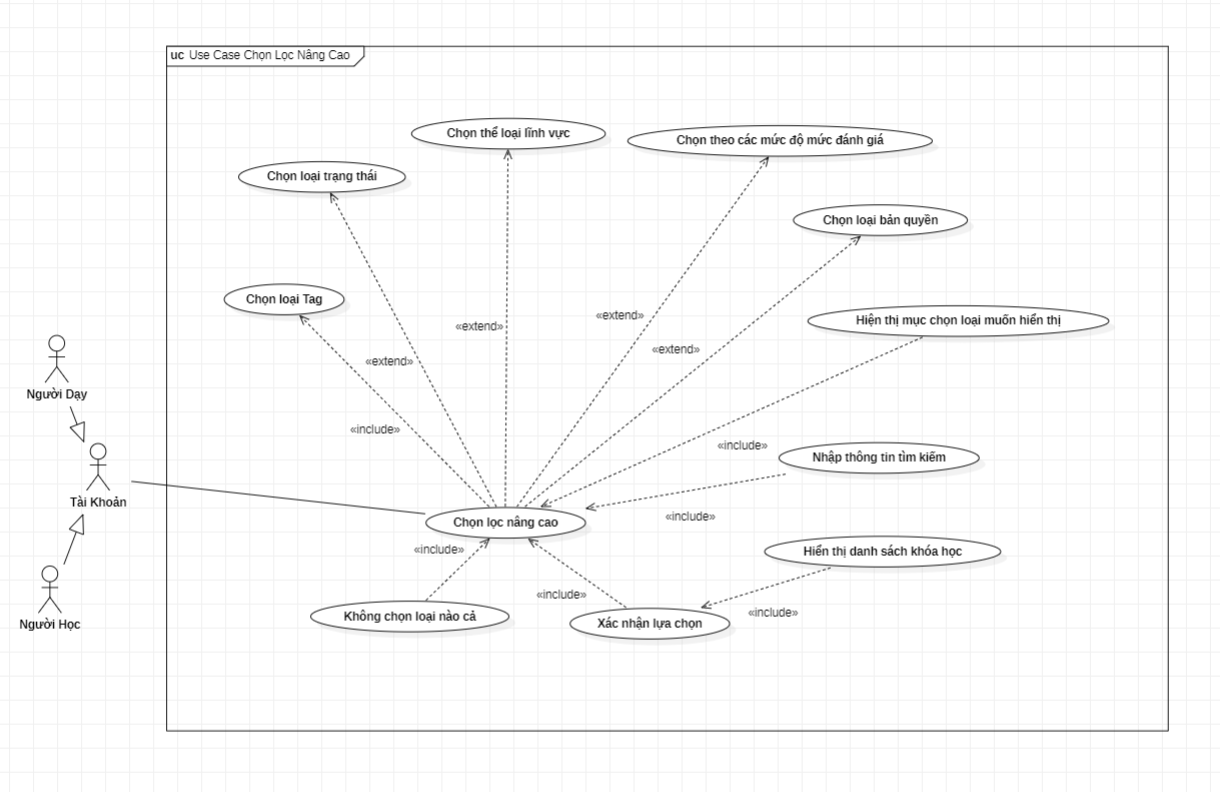 uc Use Case Chọn Lọc Nâng Cao
Chọn thể loại lĩnh vực
Chọn theo các mức độ mức đánh giá
Chọn loại trạng thái
Chọn loại bản quyền
Chọn loại Tag
Hiện thị mục chọn loại muốn hiển thị
«extend»
«extend»
«extend»
«extend»
Người Dạy
«include»
«include»
Nhập thông tin tìm kiếm
Tài Khoản
«include»
Chọn lọc nâng cao
«include»
Hiển thị danh sách khóa học
«include»
«include»
Không chọn loại nào cả
Xác nhận lựa chọn
Người Học